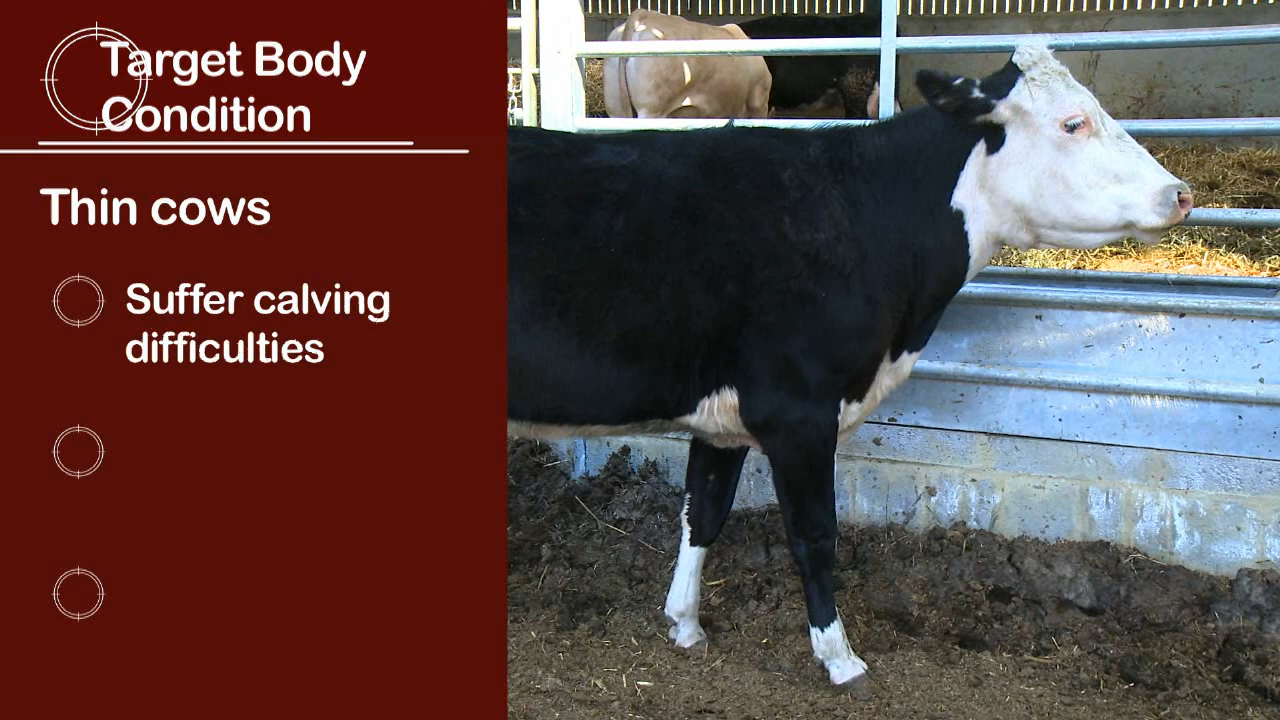 Target Body
Condition
Thin cows
Suffer calving
difficulties